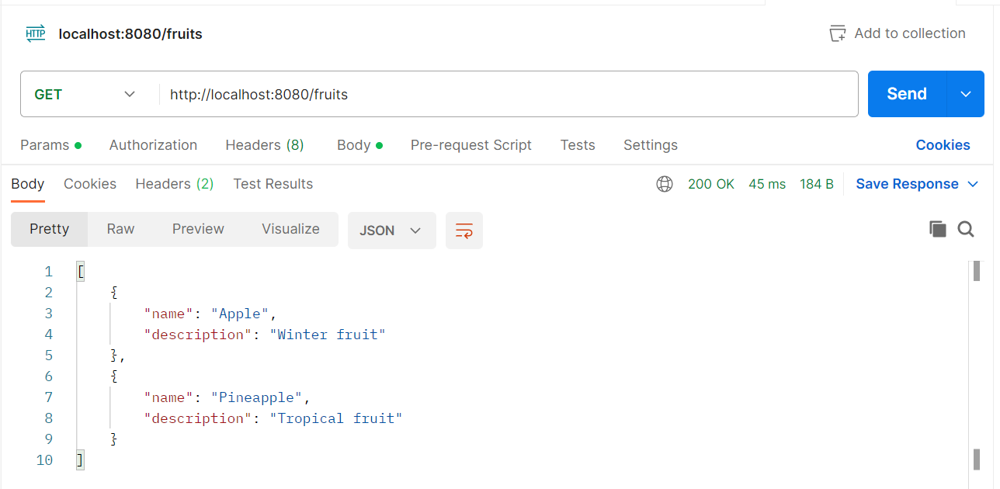 HTTP localhost:8080/fruits Add to collection
GET http://localhost:8080/fruits Send
Params Authorization Headers (8) Body Pre-request Script Tests Settings Cookies
Body Cookies Headers (2) Test Results 200 OK 45 ms 184 B Save Response
Pretty Raw Preview Visualize JSON
1 [
2 {
3 "name": "Apple",
4 "description": "Winter fruit"
5 },
6 {
7 "name": "Pineapple",
8 "description": "Tropical fruit"
9 }
10 ]